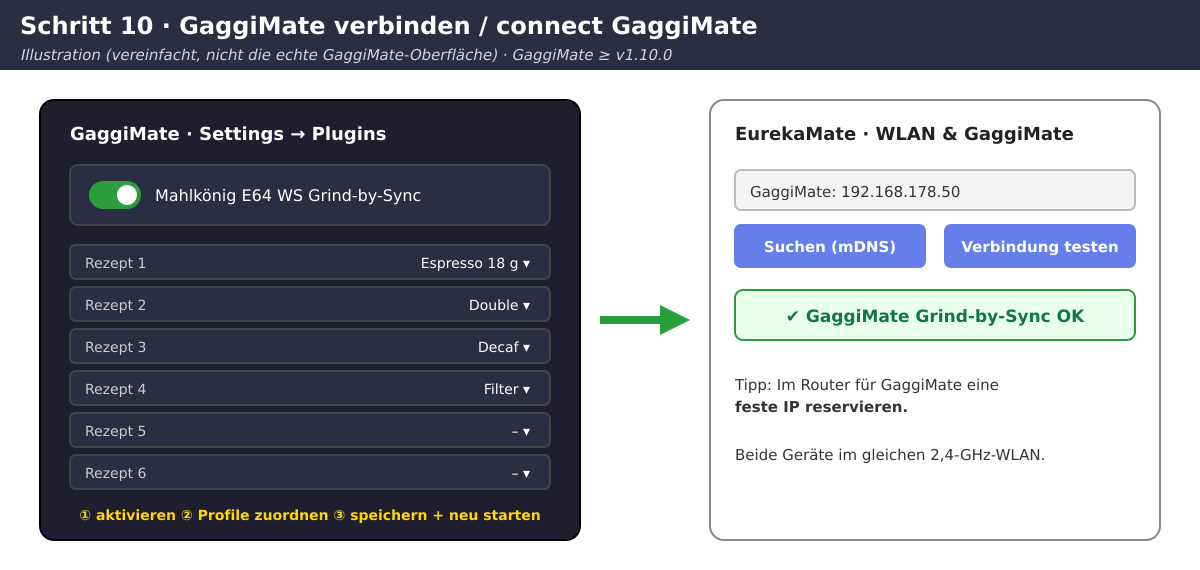 Schritt 10 · GaggiMate verbinden / connect GaggiMate
Illustration (vereinfacht, nicht die echte GaggiMate-Oberfläche) · GaggiMate ≥ v1.10.0
GaggiMate · Settings → Plugins
Mahlkönig E64 WS Grind-by-Sync
Rezept 1 Espresso 18 g ▾
Rezept 2 Double ▾
Rezept 3 Decaf ▾
Rezept 4 Filter ▾
Rezept 5 – ▾
Rezept 6 – ▾
① aktivieren ② Profile zuordnen ③ speichern + neu starten
EurekaMate · WLAN & GaggiMate
GaggiMate: 192.168.178.50
Suchen (mDNS) Verbindung testen
✔ GaggiMate Grind-by-Sync OK
Tipp: Im Router für GaggiMate eine
feste IP reservieren.
Beide Geräte im gleichen 2,4-GHz-WLAN.